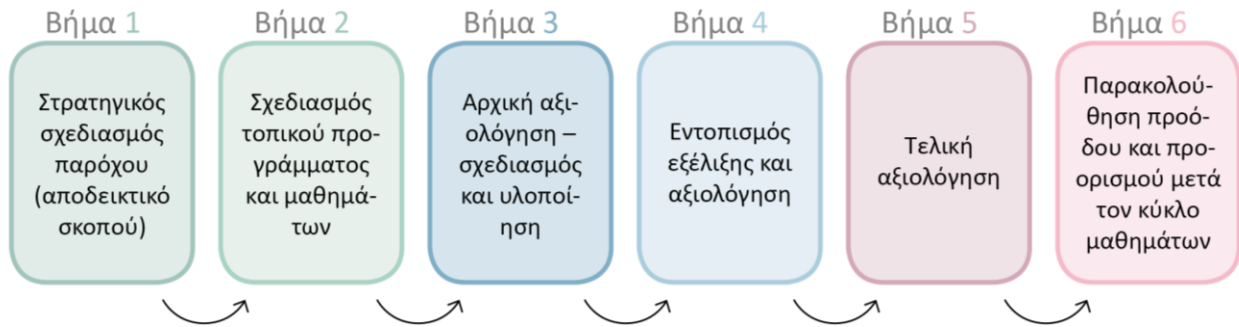 Βήμα 1
Στρατηγικός
σχεδιασμός
παρόχου
(αποδεικτικό
σκοπού)
Βήμα 2
Σχεδιασμός
τοπικού προ-
γράμματος
και μαθημά-
των
Βήμα 3
Αρχική αξι-
ολόγηση –
σχεδιασμός
και υλοποί-
ηση
Βήμα 4
Εντοπισμός
εξέλιξης και
αξιολόγηση
Βήμα 5
Τελική
αξιολόγηση
Βήμα 6
Παρακολού-
θηση προό-
δου και προ-
ορισμού μετά
τον κύκλο
μαθημάτων